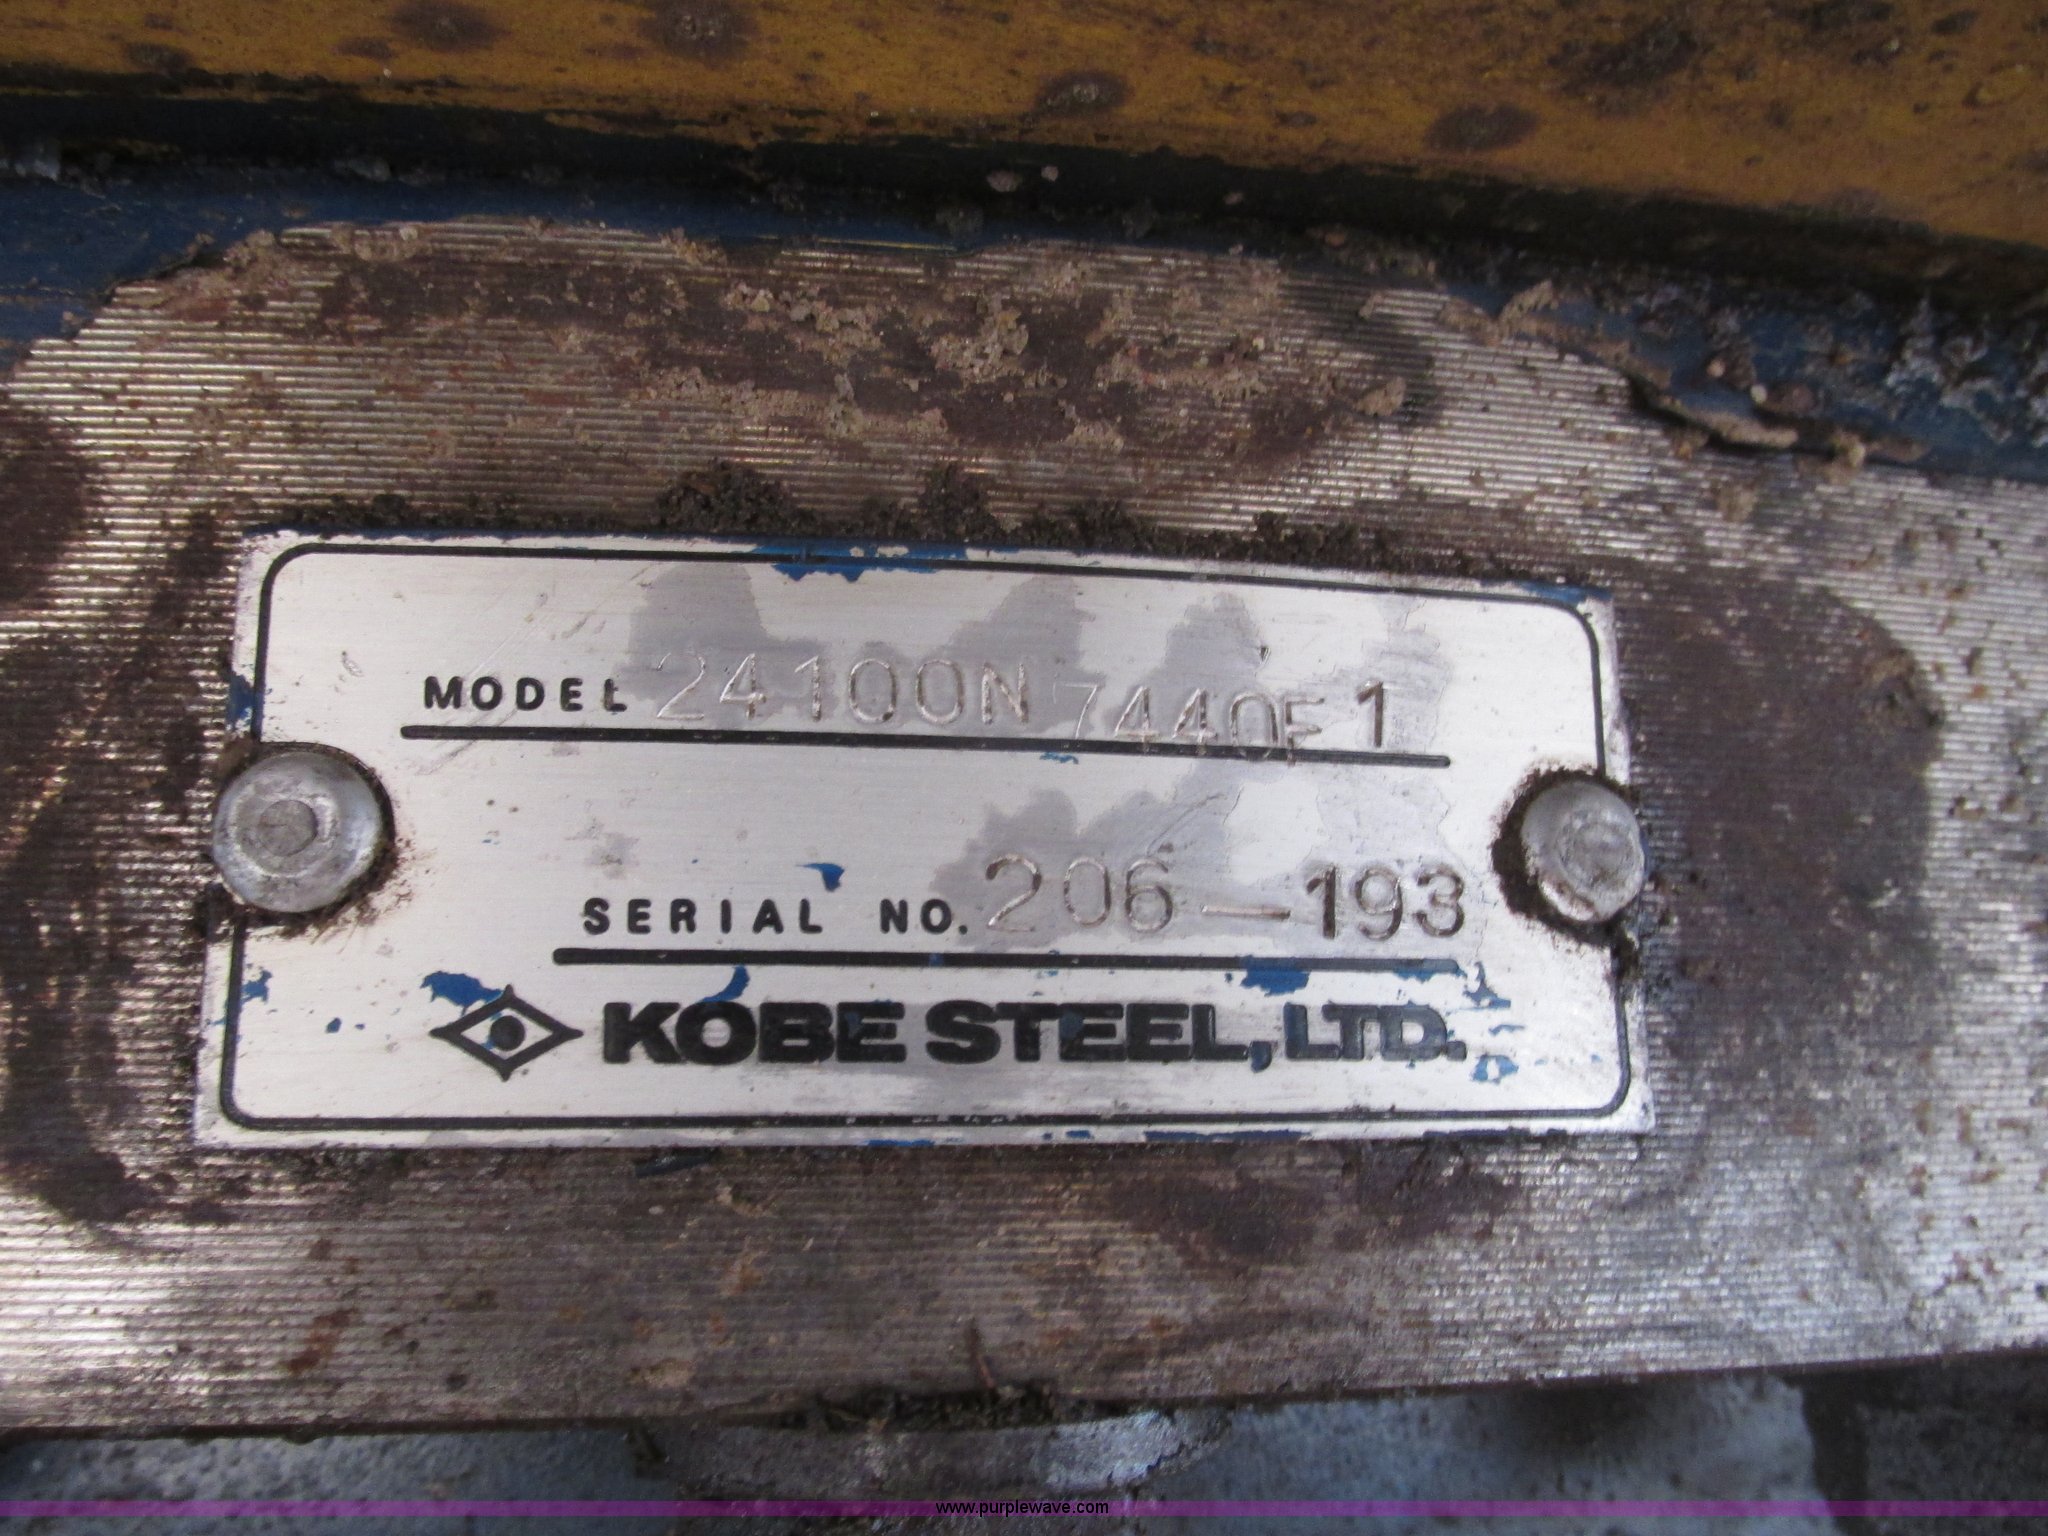 MODEL 24100N 7440F1
SERIAL NO. 206-193
KOBE STEEL, LTD.
www.purplewave.com